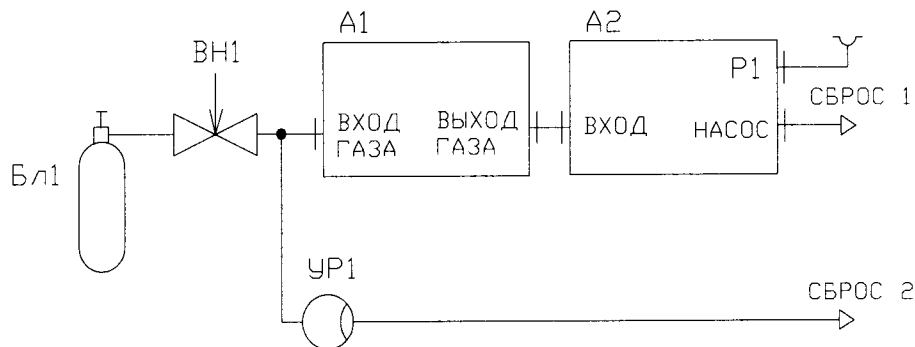 А1
А2
ВН1
Р1
СБРОС 1
ВХОД
ГАЗА
ВЫХОД
ГАЗА
ВХОД
НАСОС
Бл1
УР1
СБРОС 2